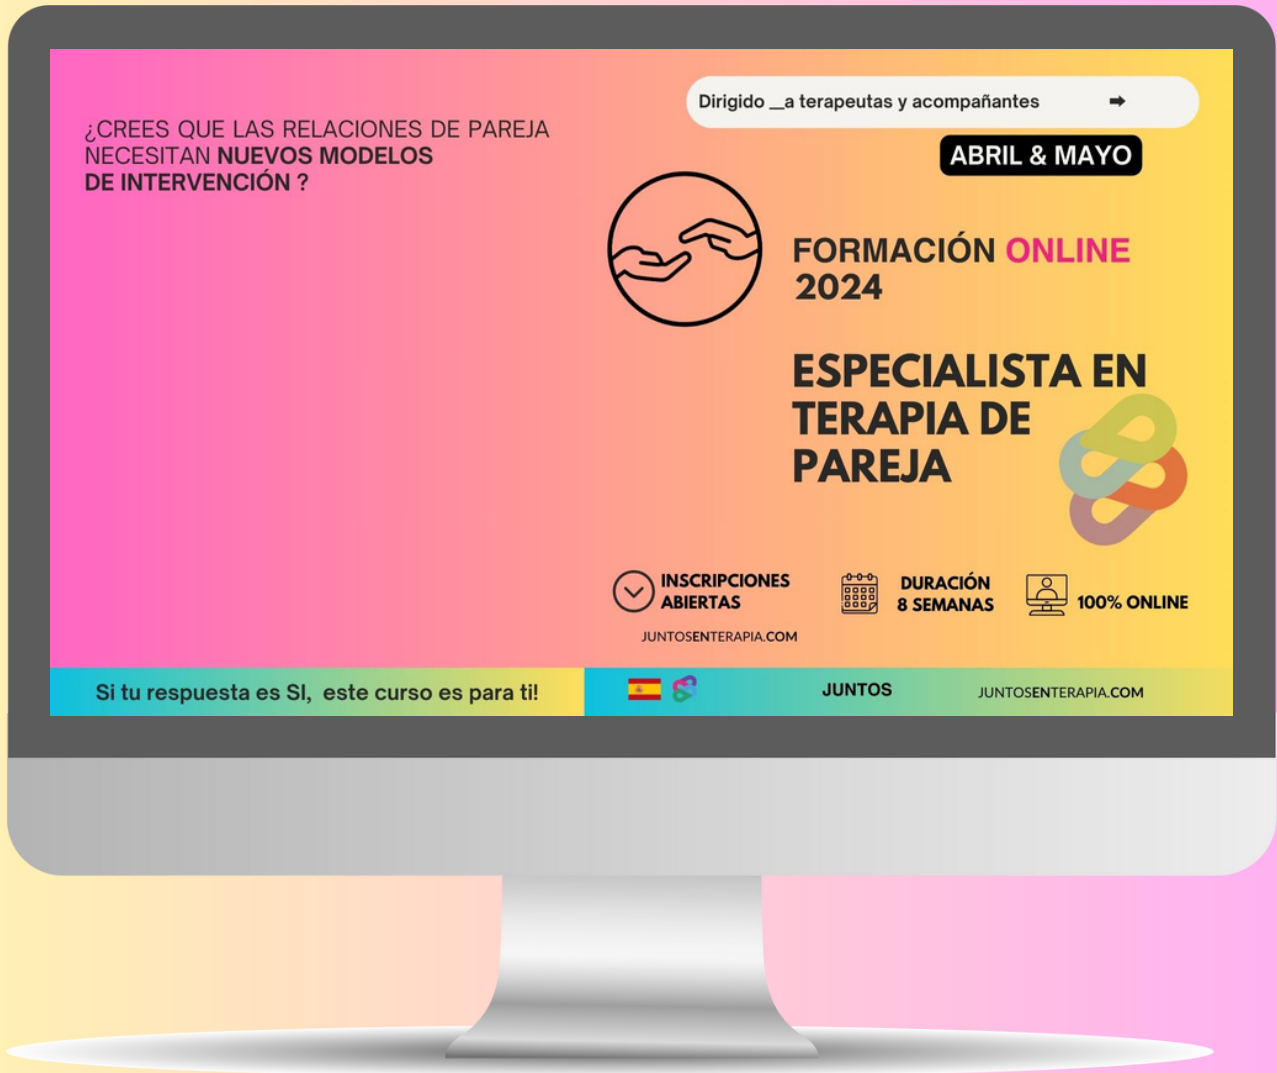 ¿CREES QUE LAS RELACIONES DE PAREJA
NECESITAN NUEVOS MODELOS
DE INTERVENCIÓN ?
Dirigido __a terapeutas y acompañantes
ABRIL & MAYO
FORMACIÓN ONLINE
2024
ESPECIALISTA EN
TERAPIA DE
PAREJA
INSCRIPCIONES
ABIERTAS
JUNTOSENTERAPIA.COM
DURACIÓN
8 SEMANAS
100% ONLINE
Si tu respuesta es SI,  este curso es para ti!
JUNTOS
JUNTOSENTERAPIA.COM